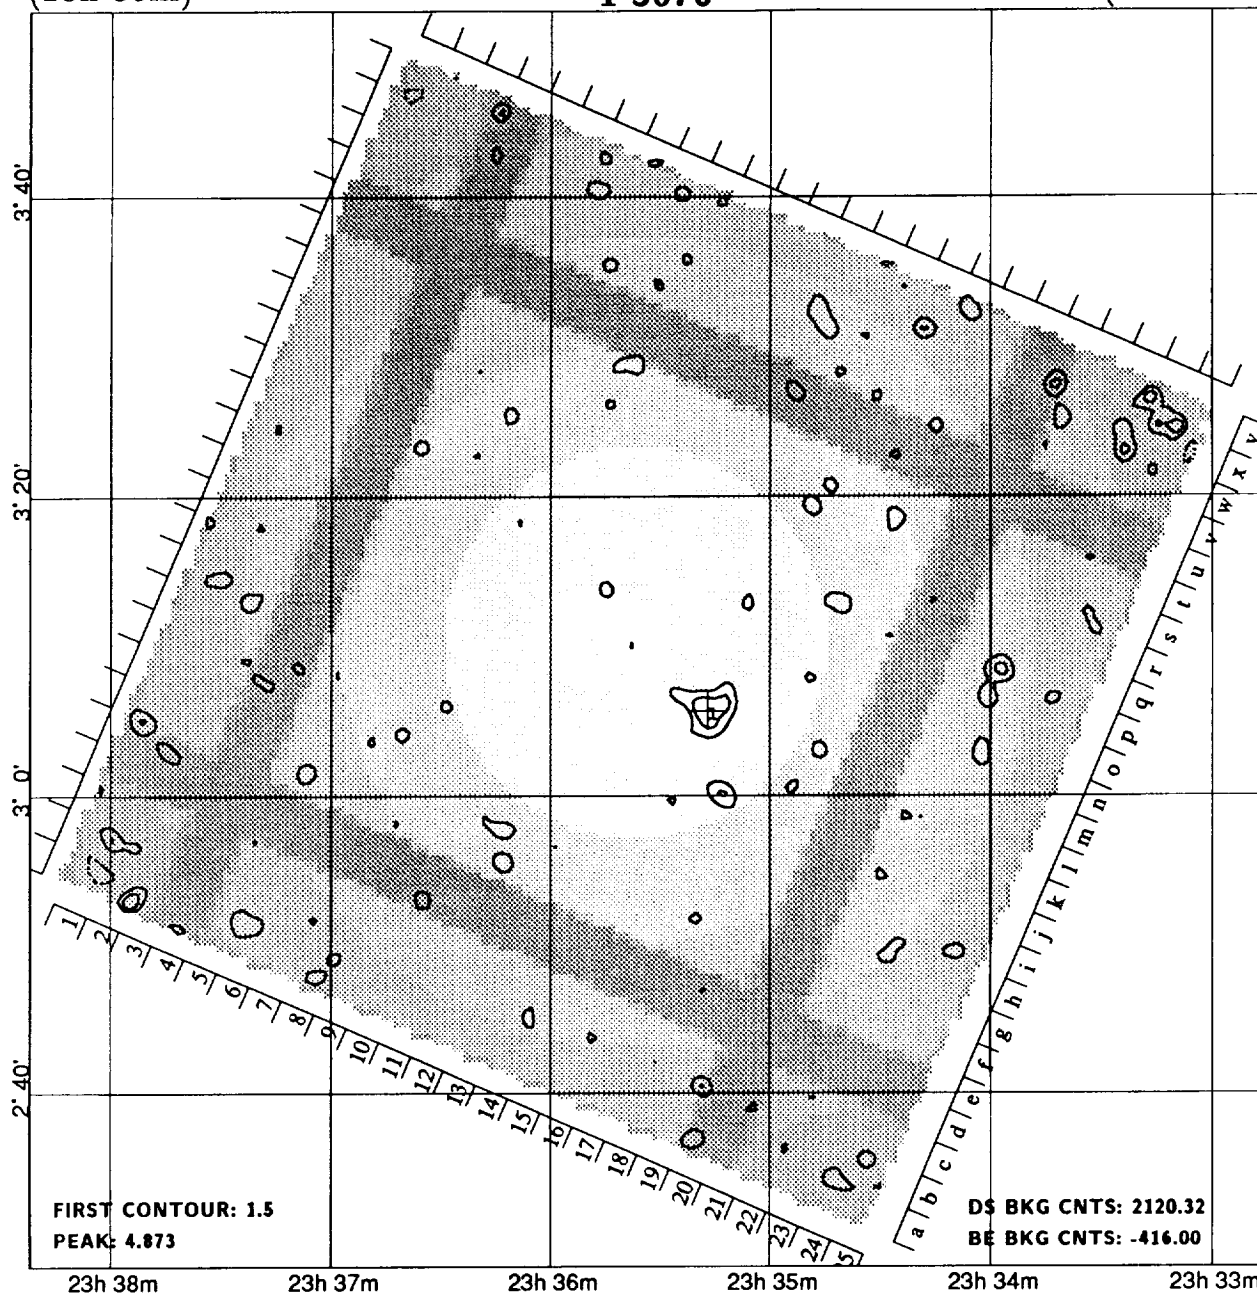 3° 40'
3° 20'
3° 0'
2° 40'
1 2 3 4 5 6 7 8 9 10 11 12 13 14 15 16 17 18 19 20 21 22 23 24 25
a b c d e f g h i j k l m n o p q r s t u v w x y
FIRST CONTOUR: 1.5
PEAK: 4.873
DS BKG CNTS: 2120.32
BE BKG CNTS: -416.00
23h 38m 23h 37m 23h 36m 23h 35m 23h 34m 23h 33m